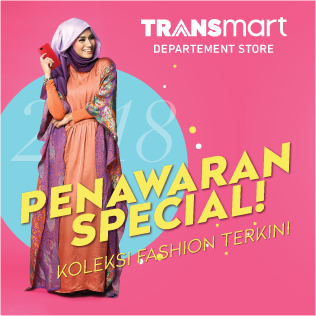 TRANSmart
DEPARTEMENT STORE
2018
PENAWARAN
SPECIAL!
KOLEKSI FASHION TERKINI